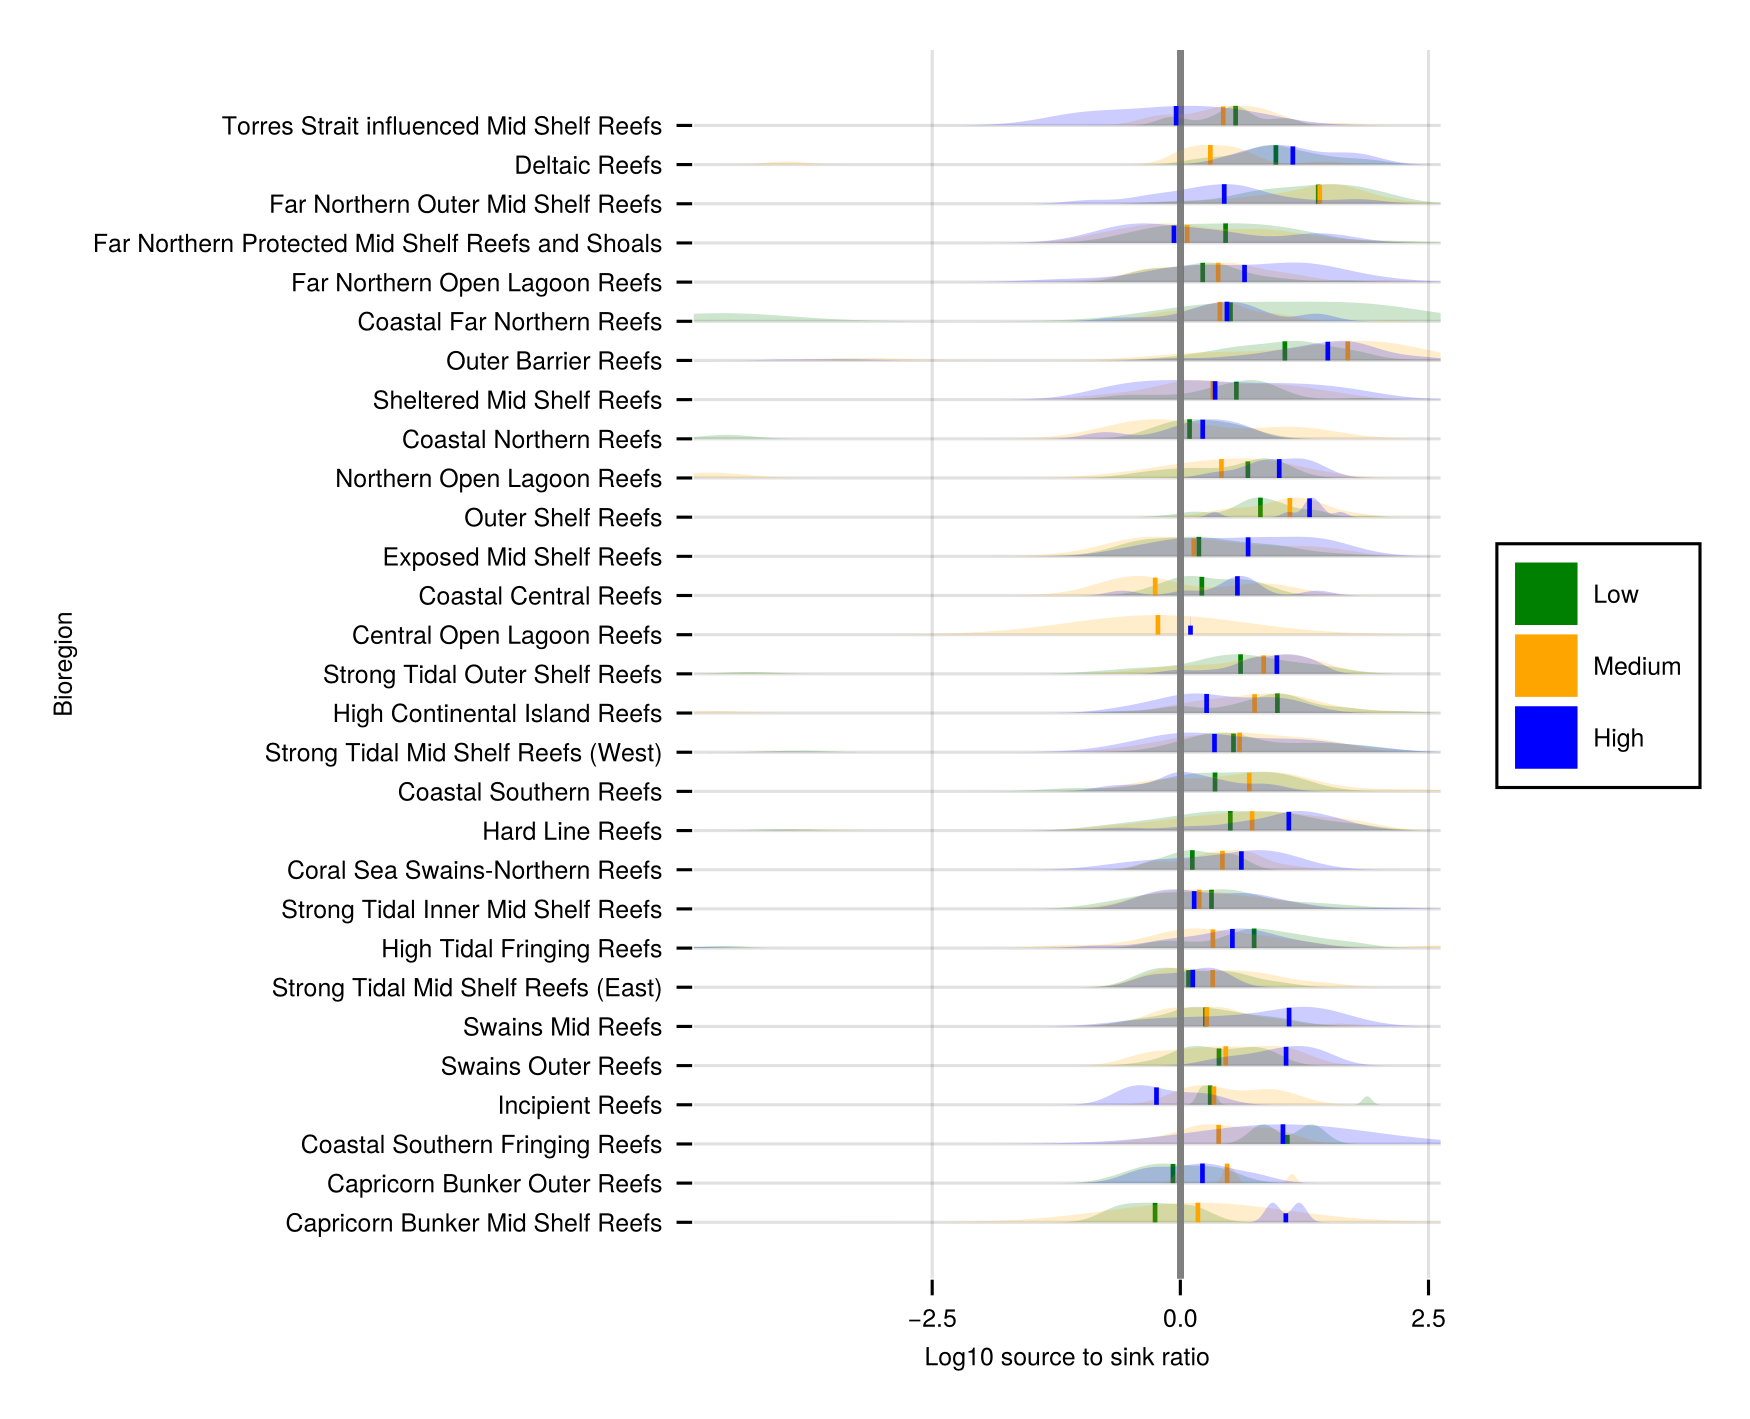 Torres Strait influenced Mid Shelf Reefs
Deltaic Reefs
Far Northern Outer Mid Shelf Reefs
Far Northern Protected Mid Shelf Reefs and Shoals
Far Northern Open Lagoon Reefs
Coastal Far Northern Reefs
Outer Barrier Reefs
Sheltered Mid Shelf Reefs
Coastal Northern Reefs
Northern Open Lagoon Reefs
Outer Shelf Reefs
Exposed Mid Shelf Reefs
Coastal Central Reefs
Central Open Lagoon Reefs
Strong Tidal Outer Shelf Reefs
High Continental Island Reefs
Strong Tidal Mid Shelf Reefs (West)
Coastal Southern Reefs
Hard Line Reefs
Coral Sea Swains-Northern Reefs
Strong Tidal Inner Mid Shelf Reefs
High Tidal Fringing Reefs
Strong Tidal Mid Shelf Reefs (East)
Swains Mid Reefs
Swains Outer Reefs
Incipient Reefs
Coastal Southern Fringing Reefs
Capricorn Bunker Outer Reefs
Capricorn Bunker Mid Shelf Reefs
Bioregion
−2.5 0.0 2.5
Log10 source to sink ratio
Low
Medium
High